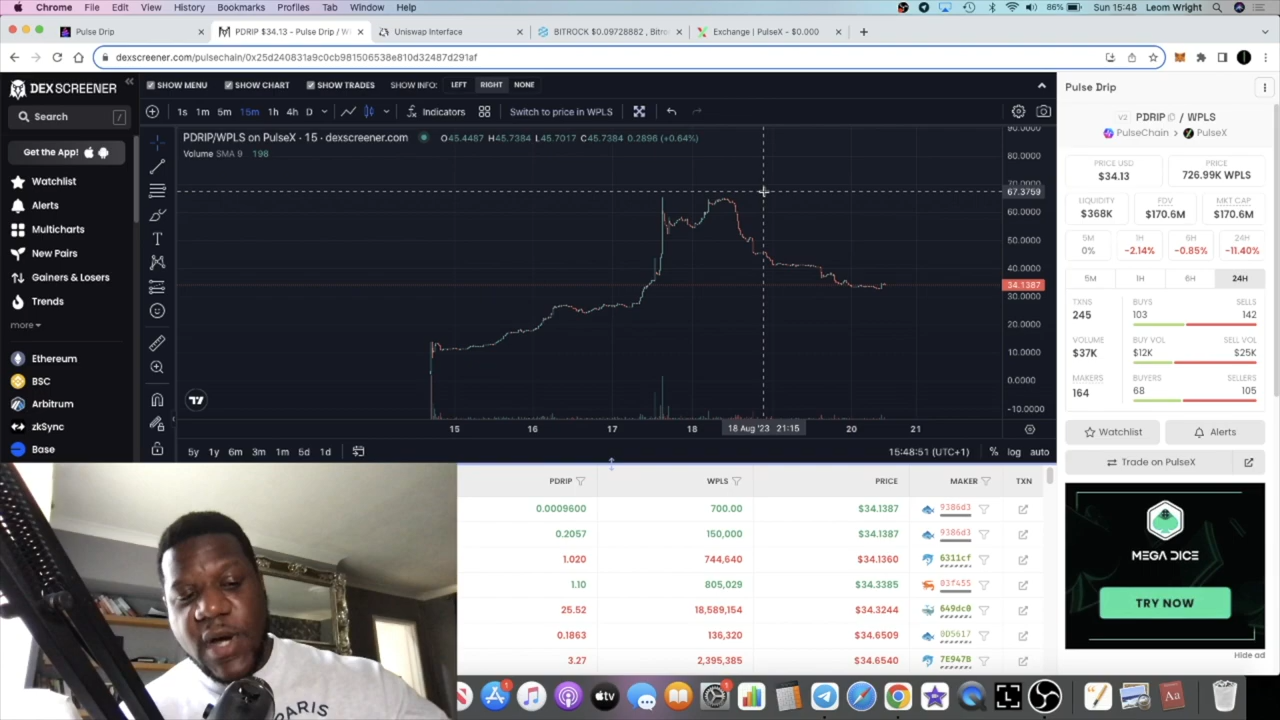 Chrome File Edit View History Bookmarks Profiles Tab Window Help 86% Sun 15:48 Leom Wright
Pulse Drip PDRIP $34.13 - Pulse Drip / W Uniswap Interface BITROCK $0.09728882, Bitro Exchange | PulseX - $0.000
dexscreener.com/pulsechain/0x25d240831a9c0cb981506538e810d32487d291af
DEXSCREENER
Search /
Get the App!
Watchlist
Alerts
Multicharts
New Pairs
Gainers & Losers
Trends
more
Ethereum
BSC
Arbitrum
zkSync
Base
SHOW MENU SHOW CHART SHOW TRADES SHOW INFO: LEFT RIGHT NONE
1s 1m 5m 15m 1h 4h D Indicators Switch to price in WPLS
PDRIP/WPLS on PulseX · 15 · dexscreener.com O45.4487 H45.7384 L45.7017 C45.7384 0.2896 (+0.64%)
Volume SMA 9 198
90.0000
80.0000
70.0000
67.3759
60.0000
50.0000
40.0000
34.1387
30.0000
20.0000
10.0000
0.0000
-10.0000
15 16 17 18 18 Aug '23 21:15 20 21
5y 1y 6m 3m 1m 5d 1d 15:48:51 (UTC+1) % log auto
PDRIP WPLS PRICE MAKER TXN
0.0009600 700.00 $34.1387 9386d3
0.2057 150,000 $34.1387 9386d3
1.020 744,640 $34.1360 6311cf
1.10 805,029 $34.3385 03f455
25.52 18,589,154 $34.3244 649dc0
0.1863 136,320 $34.6509 0D5617
3.27 2,395,385 $34.6540 7E947B
Pulse Drip
V2 PDRIP / WPLS
PulseChain > PulseX
PRICE USD PRICE
$34.13 726.99K WPLS
LIQUIDITY FDV MKT CAP
$368K $170.6M $170.6M
5M 1H 6H 24H
0% -2.14% -0.85% -11.40%
5M 1H 6H 24H
TXNS BUYS SELLS
245 103 142
VOLUME BUY VOL SELL VOL
$37K $12K $25K
MAKERS BUYERS SELLERS
164 68 105
Watchlist Alerts
Trade on PulseX
MEGA DICE
TRY NOW
Hide ad
PARIS
tv
Aa